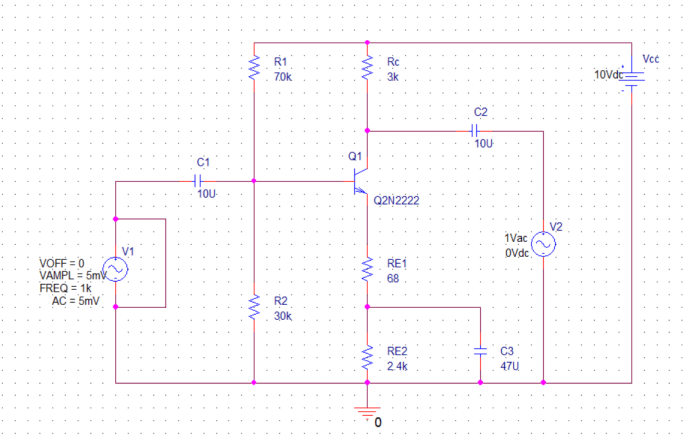 R1
70k
Rc
3k
Vcc
10Vdc
C2
10U
C1
10U
Q1
Q2N2222
V2
1Vac
0Vdc
V1
VOFF = 0
VAMPL = 5mV
FREQ = 1k
AC = 5mV
RE1
68
R2
30k
RE2
2.4k
C3
47U
0